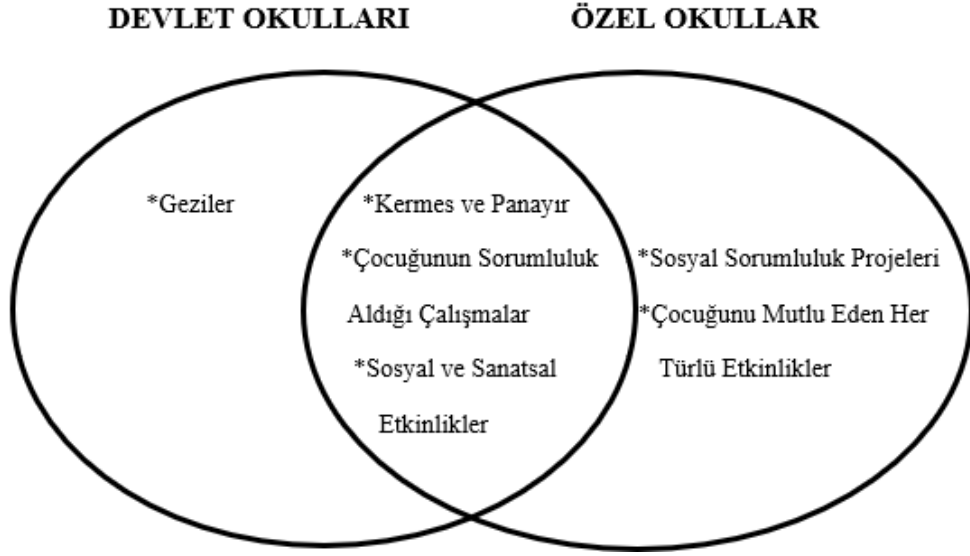 DEVLET OKULLARI
ÖZEL OKULLAR
*Geziler
*Kermes ve Panayır
*Çocuğunun Sorumluluk
Aldığı Çalışmalar
*Sosyal ve Sanatsal
Etkinlikler
*Sosyal Sorumluluk Projeleri
*Çocuğunu Mutlu Eden Her
Türlü Etkinlikler